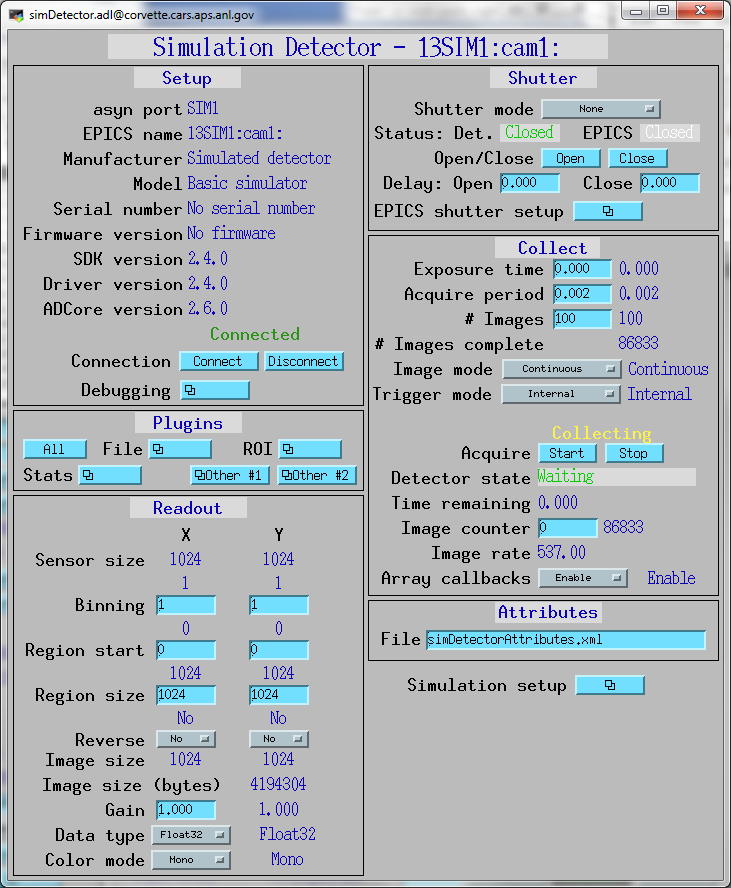 simDetector.adl@corvette.cars.aps.anl.gov
Simulation Detector - 13SIM1:cam1:
Setup
asyn port SIM1
EPICS name 13SIM1:cam1:
Manufacturer Simulated detector
Model Basic simulator
Serial number No serial number
Firmware version No firmware
SDK version 2.4.0
Driver version 2.4.0
ADCore version 2.6.0
Connected
Connection Connect Disconnect
Debugging
Plugins
All File ROI
Stats Other #1 Other #2
Readout
X Y
Sensor size 1024 1024
1 1
Binning 1 1
0 0
Region start 0 0
1024 1024
Region size 1024 1024
No No
Reverse No No
Image size 1024 1024
Image size (bytes) 4194304
Gain 1.000 1.000
Data type Float32 Float32
Color mode Mono Mono
Shutter
Shutter mode None
Status: Det. Closed EPICS Closed
Open/Close Open Close
Delay: Open 0.000 Close 0.000
EPICS shutter setup
Collect
Exposure time 0.000 0.000
Acquire period 0.002 0.002
# Images 100 100
# Images complete 86833
Image mode Continuous Continuous
Trigger mode Internal Internal
Collecting
Acquire Start Stop
Detector state Waiting
Time remaining 0.000
Image counter 0 86833
Image rate 537.00
Array callbacks Enable Enable
Attributes
File simDetectorAttributes.xml
Simulation setup